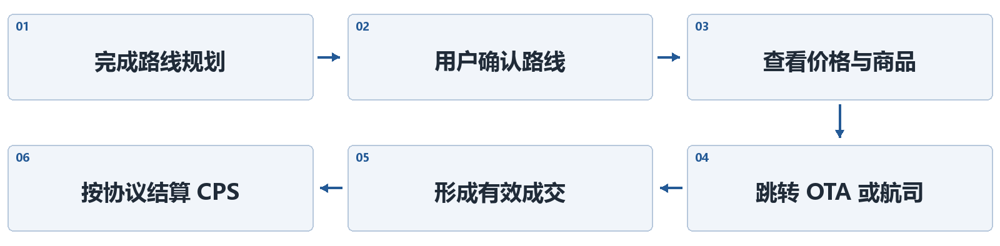 01
完成路线规划
02
用户确认路线
03
查看价格与商品
04
跳转 OTA 或航司
05
形成有效成交
06
按协议结算 CPS